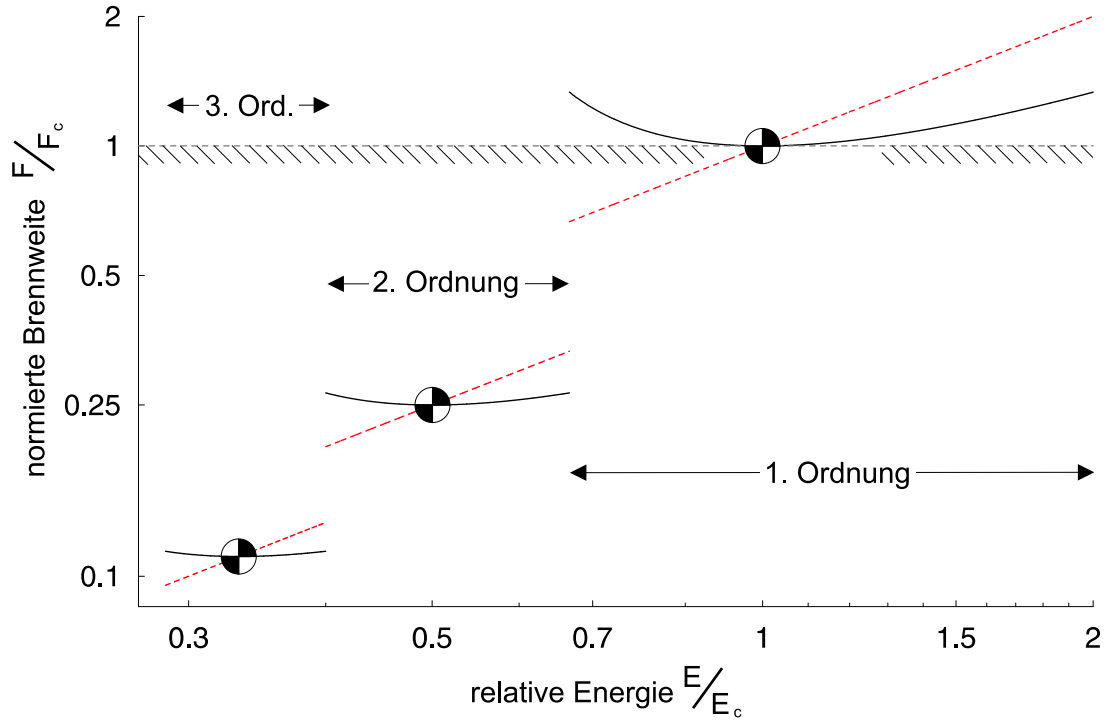 2
3. Ord.
1
0.5
2. Ordnung
0.25
1. Ordnung
0.1
normierte Brennweite F/Fc
0.3 0.5 0.7 1 1.5 2
relative Energie E/Ec